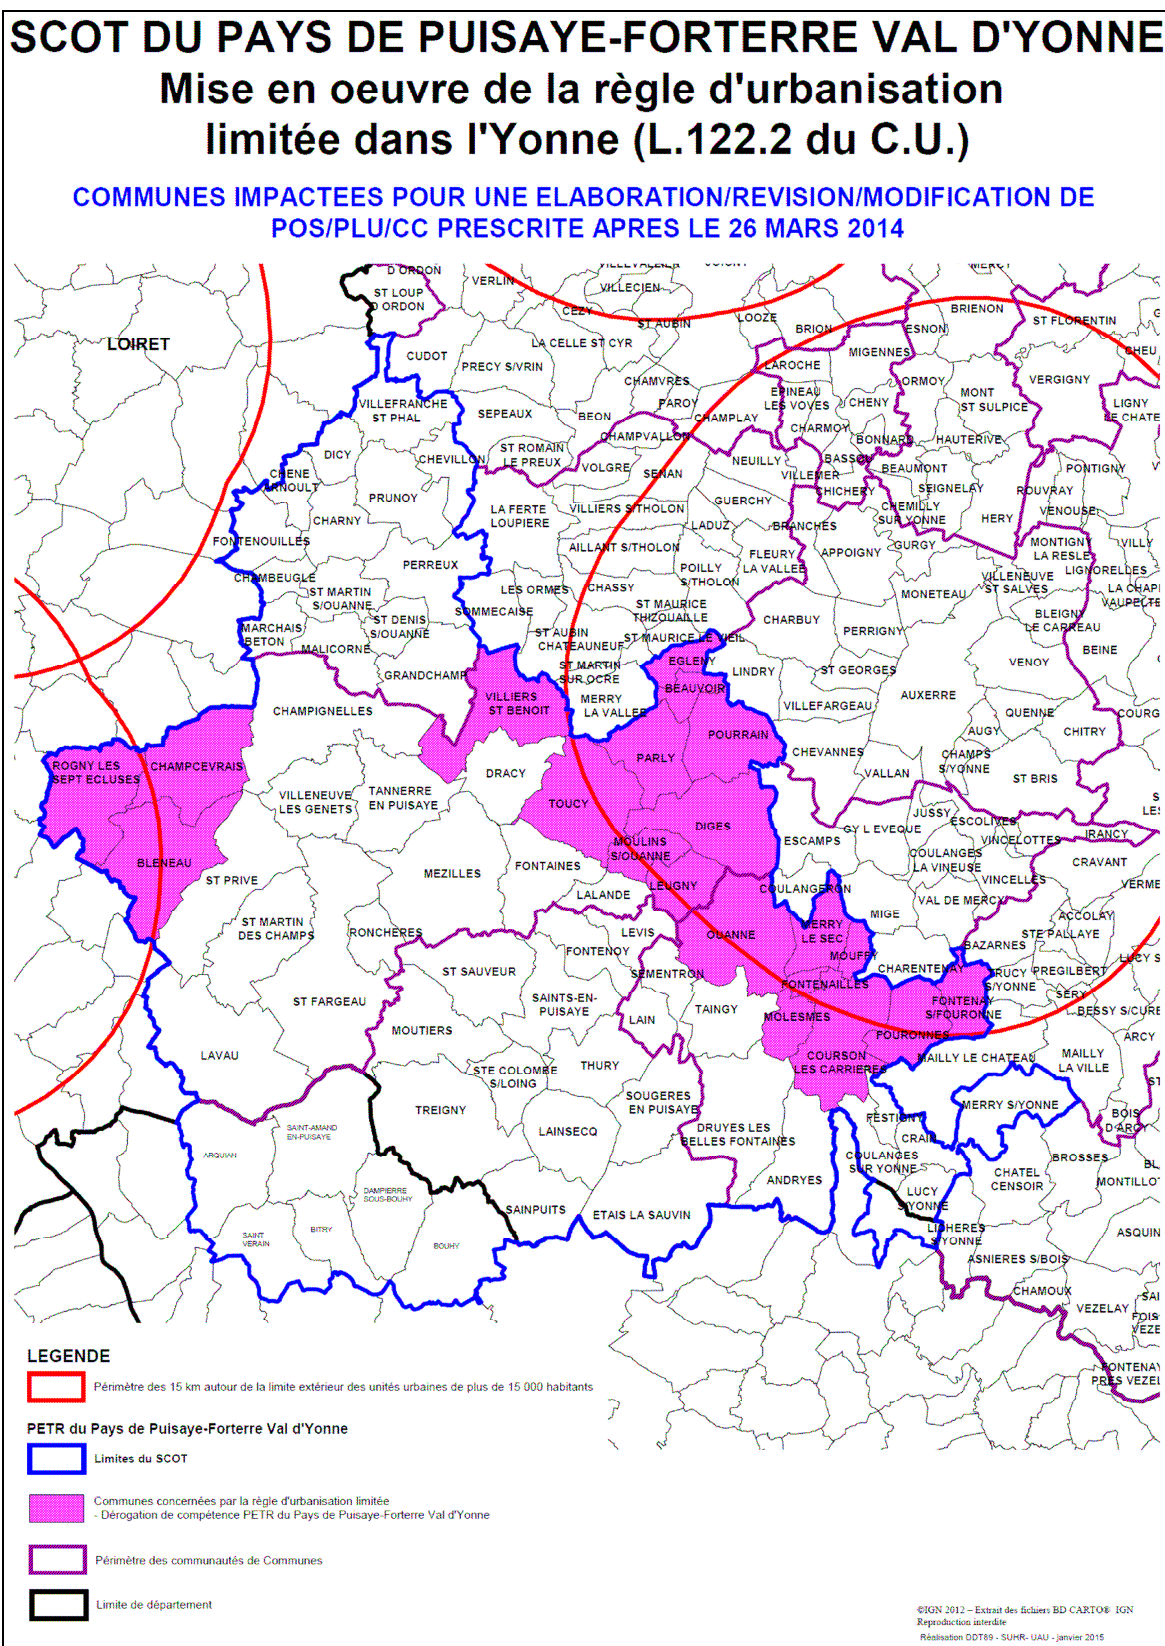 SCOT DU PAYS DE PUISAYE-FORTERRE VAL D'YONNE
Mise en oeuvre de la règle d'urbanisation
limitée dans l'Yonne (L.122.2 du C.U.)
COMMUNES IMPACTEES POUR UNE ELABORATION/REVISION/MODIFICATION DE
POS/PLU/CC PRESCRITE APRES LE 26 MARS 2014
D ORDON
VERLIN
ST LOUP
D ORDON
VILLECIEN
CEZY
ST AUBIN
LOOZE
BRION
ESNON
BRIENON
ST FLORENTIN
CHEU
LOIRET
CUDOT
LA CELLE ST CYR
PRECY S/VRIN
MIGENNES
LAROCHE
CHAMVRES
PAROY
EPINEAU
LES VOVES
CHENY
ORMOY
MONT
ST SULPICE
VERGIGNY
LIGNY
LE CHATE
VILLEFRANCHE
ST PHAL
SEPEAUX
BEON
CHAMPLAY
CHARMOY
BONNARD
HAUTERIVE
CHAMPVALLON
DICY
CHEVILLON
ST ROMAIN
LE PREUX
VOLGRE
SENAN
NEUILLY
VILLEMER
BASSOU
BEAUMONT
PONTIGNY
CHENE
ARNOULT
PRUNOY
CHICHERY
SEIGNELAY
ROUVRAY
LA FERTE
LOUPIERE
VILLIERS S/THOLON
GUERCHY
CHEMILLY
SUR YONNE
HERY
VENOUSE
CHARNY
LADUZ
BRANCHES
FONTENOUILLES
AILLANT S/THOLON
FLEURY
LA VALLEE
APPOIGNY
GURGY
MONTIGNY
LA RESLE
VILLY
PERREUX
POILLY
S/THOLON
LIGNORELLES
CHAMBEUGLE
LES ORMES
CHASSY
VILLENEUVE
ST SALVES
LA CHAP
VAUPELTE
ST MARTIN
S/OUANNE
MONETEAU
SOMMECAISE
ST MAURICE
THIZOUAILLE
BLEIGNY
LE CARREAU
ST DENIS
S/OUANNE
CHARBUY
PERRIGNY
MARCHAIS
BETON
MALICORNE
ST AUBIN
CHATEAUNEUF
ST MAURICE LE VIEIL
BEINE
VENOY
GRANDCHAMP
ST MARTIN
SUR OCRE
EGLENY
LINDRY
ST GEORGES
BEAUVOIR
AUXERRE
VILLIERS
ST BENOIT
MERRY
LA VALLEE
VILLEFARGEAU
QUENNE
COURG
CHAMPIGNELLES
POURRAIN
AUGY
CHITRY
PARLY
CHEVANNES
CHAMPS
S/YONNE
ROGNY LES
SEPT ECLUSES
CHAMPCEVRAIS
DRACY
VALLAN
ST BRIS
VILLENEUVE
LES GENETS
TANNERRE
EN PUISAYE
TOUCY
JUSSY
ESCOLIVES
DIGES
GY L EVEQUE
IRANCY
ESCAMPS
VINCELOTTES
MOULINS
S/OUANNE
COULANGES
LA VINEUSE
CRAVANT
BLENEAU
FONTAINES
MEZILLES
ST PRIVE
LEUGNY
COULANGERON
VINCELLES
VERME
LALANDE
VAL DE MERCY
MIGE
ACCOLAY
ST MARTIN
DES CHAMPS
RONCHERES
LEVIS
OUANNE
MERRY
LE SEC
STE PALLAYE
BAZARNES
FONTENOY
MOUFFY
LUCY S
ST SAUVEUR
SEMENTRON
CHARENTENAY
TRUCY
S/YONNE
PREGILBERT
FONTENAILLES
SERY
ST FARGEAU
SAINTS-EN-
PUISAYE
TAINGY
FONTENAY
S/FOURONNE
BESSY S/CURE
LAIN
MOLESMES
MOUTIERS
FOURONNES
ARCY
LAVAU
COURSON
LES CARRIERES
MAILLY LE CHATEAU
MAILLY
LA VILLE
STE COLOMBE
S/LOING
THURY
SOUGERES
EN PUISAYE
TREIGNY
MERRY S/YONNE
BOIS
D'ARCY
FESTIGNY
SAINT-AMAND
EN-PUISAYE
LAINSECQ
DRUYES LES
BELLES FONTAINES
CRAIN
ARQUIAN
COULANGES
SUR YONNE
BROSSES
CHATEL
CENSOIR
MONTILLOT
ANDRYES
DAMPIERRE
SOUS-BOUHY
LUCY
S/YONNE
SAINPUITS
ETAIS LA SAUVIN
BITRY
LICHERES
S/YONNE
ASQUIN
SAINT
VERAIN
BOUHY
ASNIERES S/BOIS
CHAMOUX
VEZELAY
FONTENAY
PRES VEZEL
LEGENDE
Périmètre des 15 km autour de la limite extérieur des unités urbaines de plus de 15 000 habitants
PETR du Pays de Puisaye-Forterre Val d'Yonne
Limites du SCOT
Communes concernées par la règle d'urbanisation limitée
- Dérogation de compétence PETR du Pays de Puisaye-Forterre Val d'Yonne
Périmètre des communautés de Communes
Limite de département
©IGN 2012 – Extrait des fichiers BD CARTO® IGN
Reproduction interdite
Réalisation DDT89 - SUHR- UAU - janvier 2015